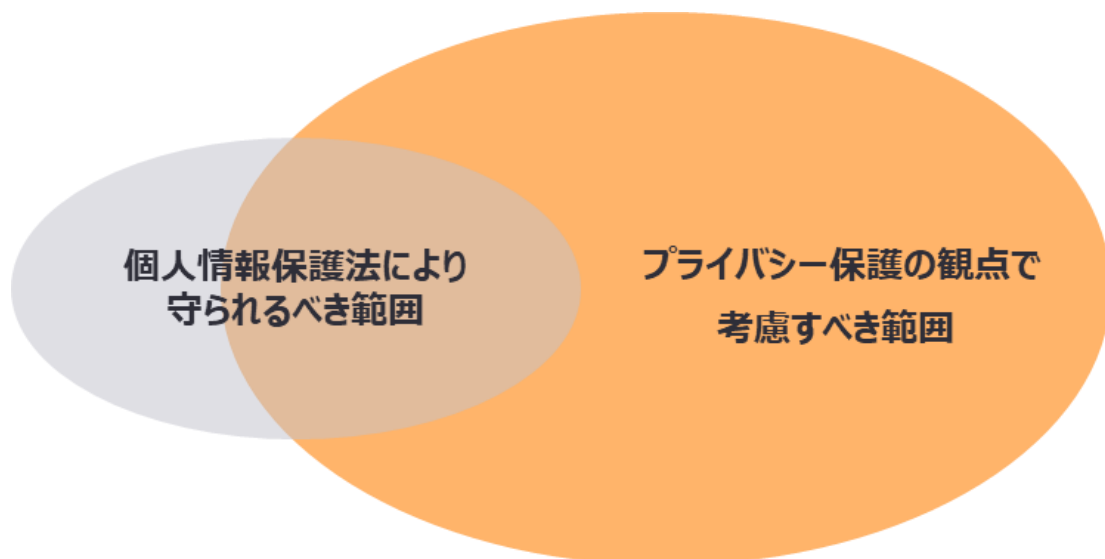 個人情報保護法により
守られるべき範囲
プライバシー保護の観点で
考慮すべき範囲